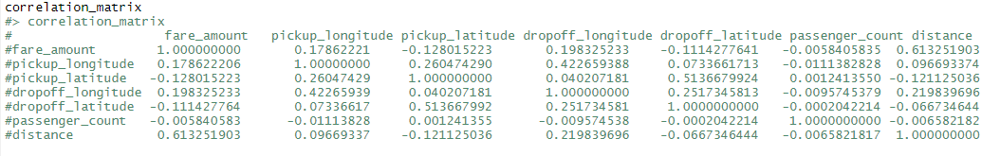 correlation_matrix
#> correlation_matrix
# fare_amount pickup_longitude pickup_latitude dropoff_longitude dropoff_latitude passenger_count distance
#fare_amount 1.000000000 0.17862221 -0.128015223 0.198325233 -0.1114277641 -0.0058405835 0.613251903
#pickup_longitude 0.178622206 1.00000000 0.260474290 0.422659388 0.0733661713 -0.0111382828 0.096693374
#pickup_latitude -0.128015223 0.26047429 1.000000000 0.040207181 0.5136679924 0.0012413550 -0.121125036
#dropoff_longitude 0.198325233 0.42265939 0.040207181 1.000000000 0.2517345813 -0.0095745379 0.219839696
#dropoff_latitude -0.111427764 0.07336617 0.513667992 0.251734581 1.0000000000 -0.0002042214 -0.066734644
#passenger_count -0.005840583 -0.01113828 0.001241355 -0.009574538 -0.0002042214 1.0000000000 -0.006582182
#distance 0.613251903 0.09669337 -0.121125036 0.219839696 -0.0667346444 -0.0065821817 1.000000000